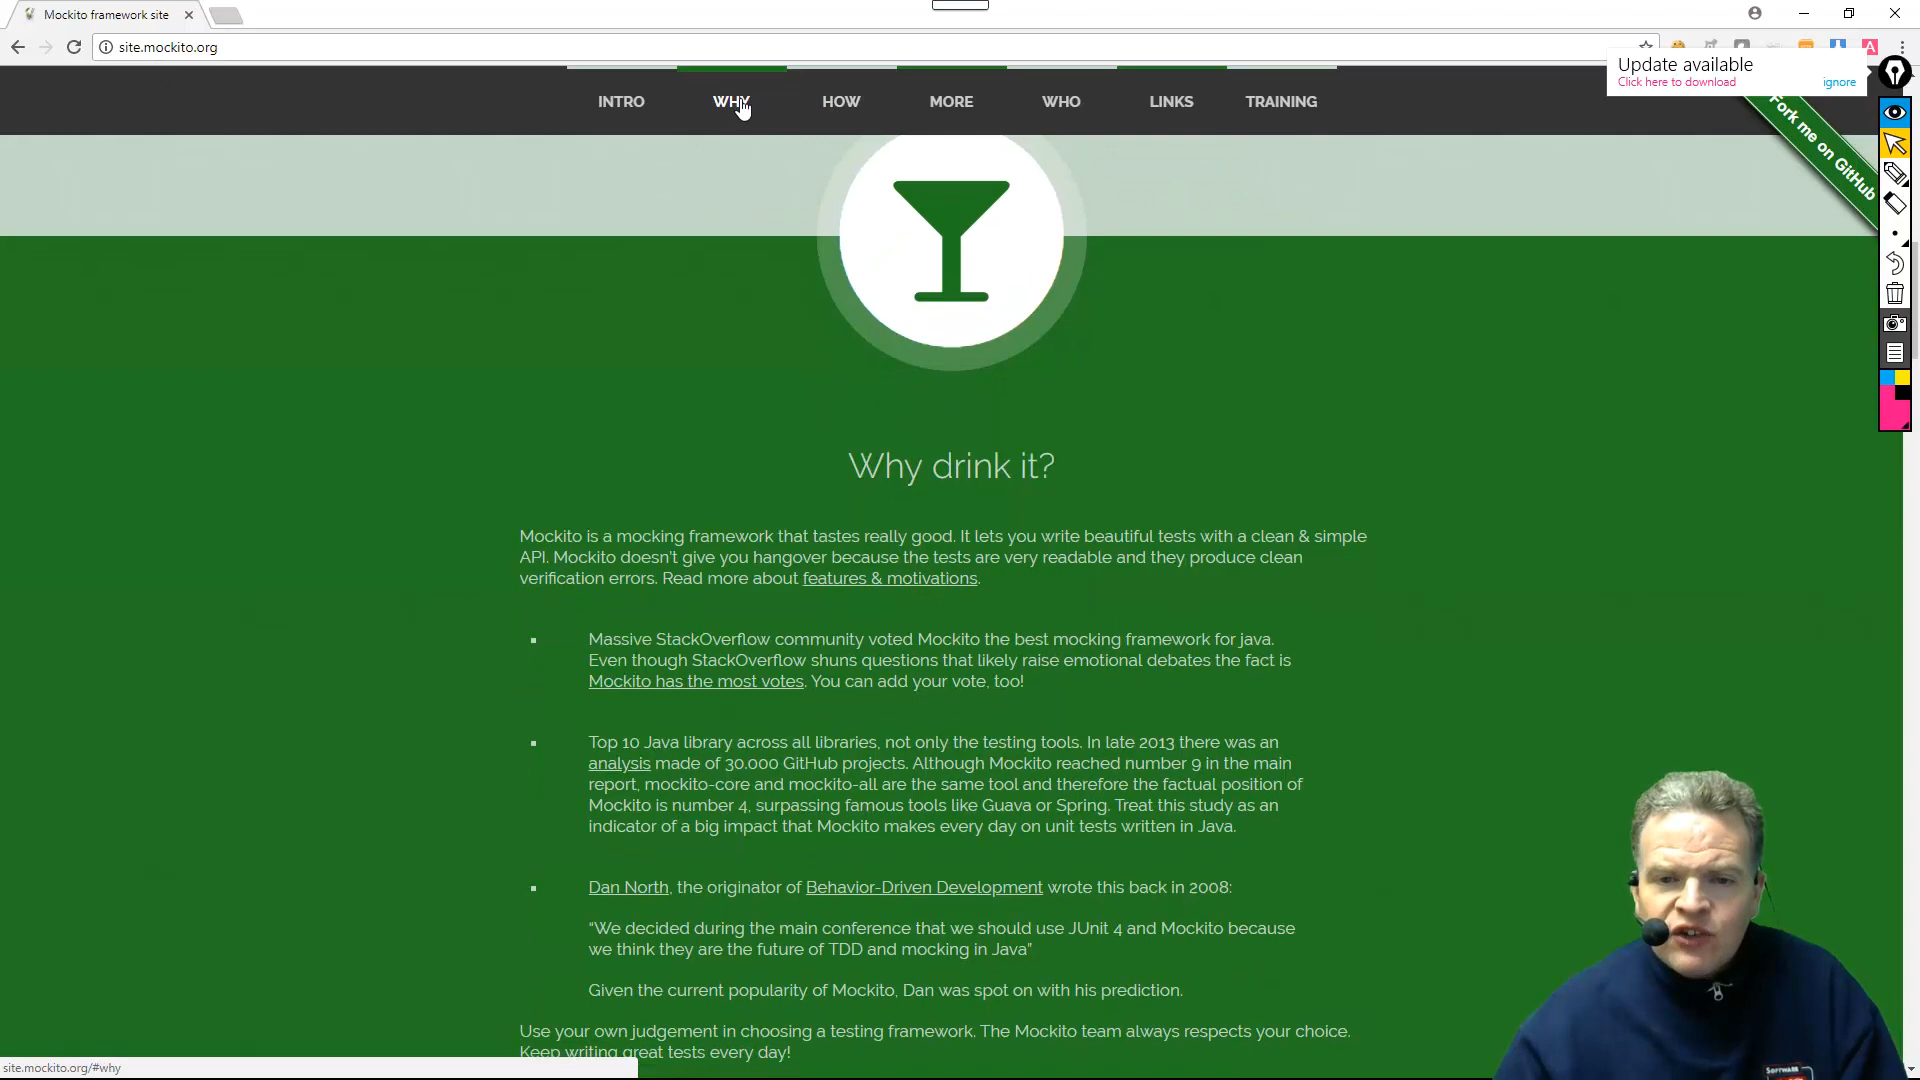 Mockito framework site
site.mockito.org
Update available
Click here to download
ignore
INTRO
WHY
HOW
MORE
WHO
LINKS
TRAINING
Fork me on GitHub
Why drink it?
Mockito is a mocking framework that tastes really good. It lets you write beautiful tests with a clean & simple
API. Mockito doesn't give you hangover because the tests are very readable and they produce clean
verification errors. Read more about features & motivations.
Massive StackOverflow community voted Mockito the best mocking framework for java.
Even though StackOverflow shuns questions that likely raise emotional debates the fact is
Mockito has the most votes. You can add your vote, too!
Top 10 Java library across all libraries, not only the testing tools. In late 2013 there was an
analysis made of 30.000 GitHub projects. Although Mockito reached number 9 in the main
report, mockito-core and mockito-all are the same tool and therefore the factual position of
Mockito is number 4, surpassing famous tools like Guava or Spring. Treat this study as an
indicator of a big impact that Mockito makes every day on unit tests written in Java.
Dan North, the originator of Behavior-Driven Development wrote this back in 2008:
“We decided during the main conference that we should use JUnit 4 and Mockito because
we think they are the future of TDD and mocking in Java”
Given the current popularity of Mockito, Dan was spot on with his prediction.
Use your own judgement in choosing a testing framework. The Mockito team always respects your choice.
Keep writing great tests every day!
site.mockito.org/#why